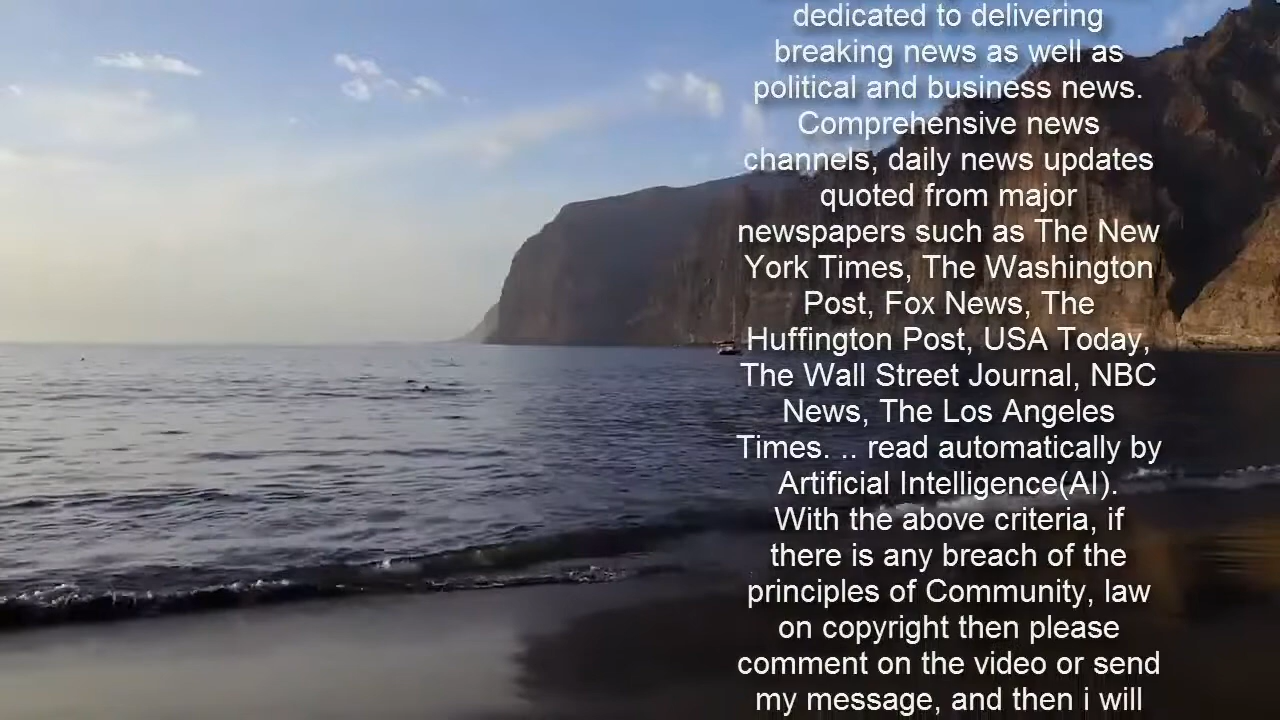 dedicated to delivering
breaking news as well as
political and business news.
Comprehensive news
channels, daily news updates
quoted from major
newspapers such as The New
York Times, The Washington
Post, Fox News, The
Huffington Post, USA Today,
The Wall Street Journal, NBC
News, The Los Angeles
Times. .. read automatically by
Artificial Intelligence(AI).
With the above criteria, if
there is any breach of the
principles of Community, law
on copyright then please
comment on the video or send
my message, and then i will